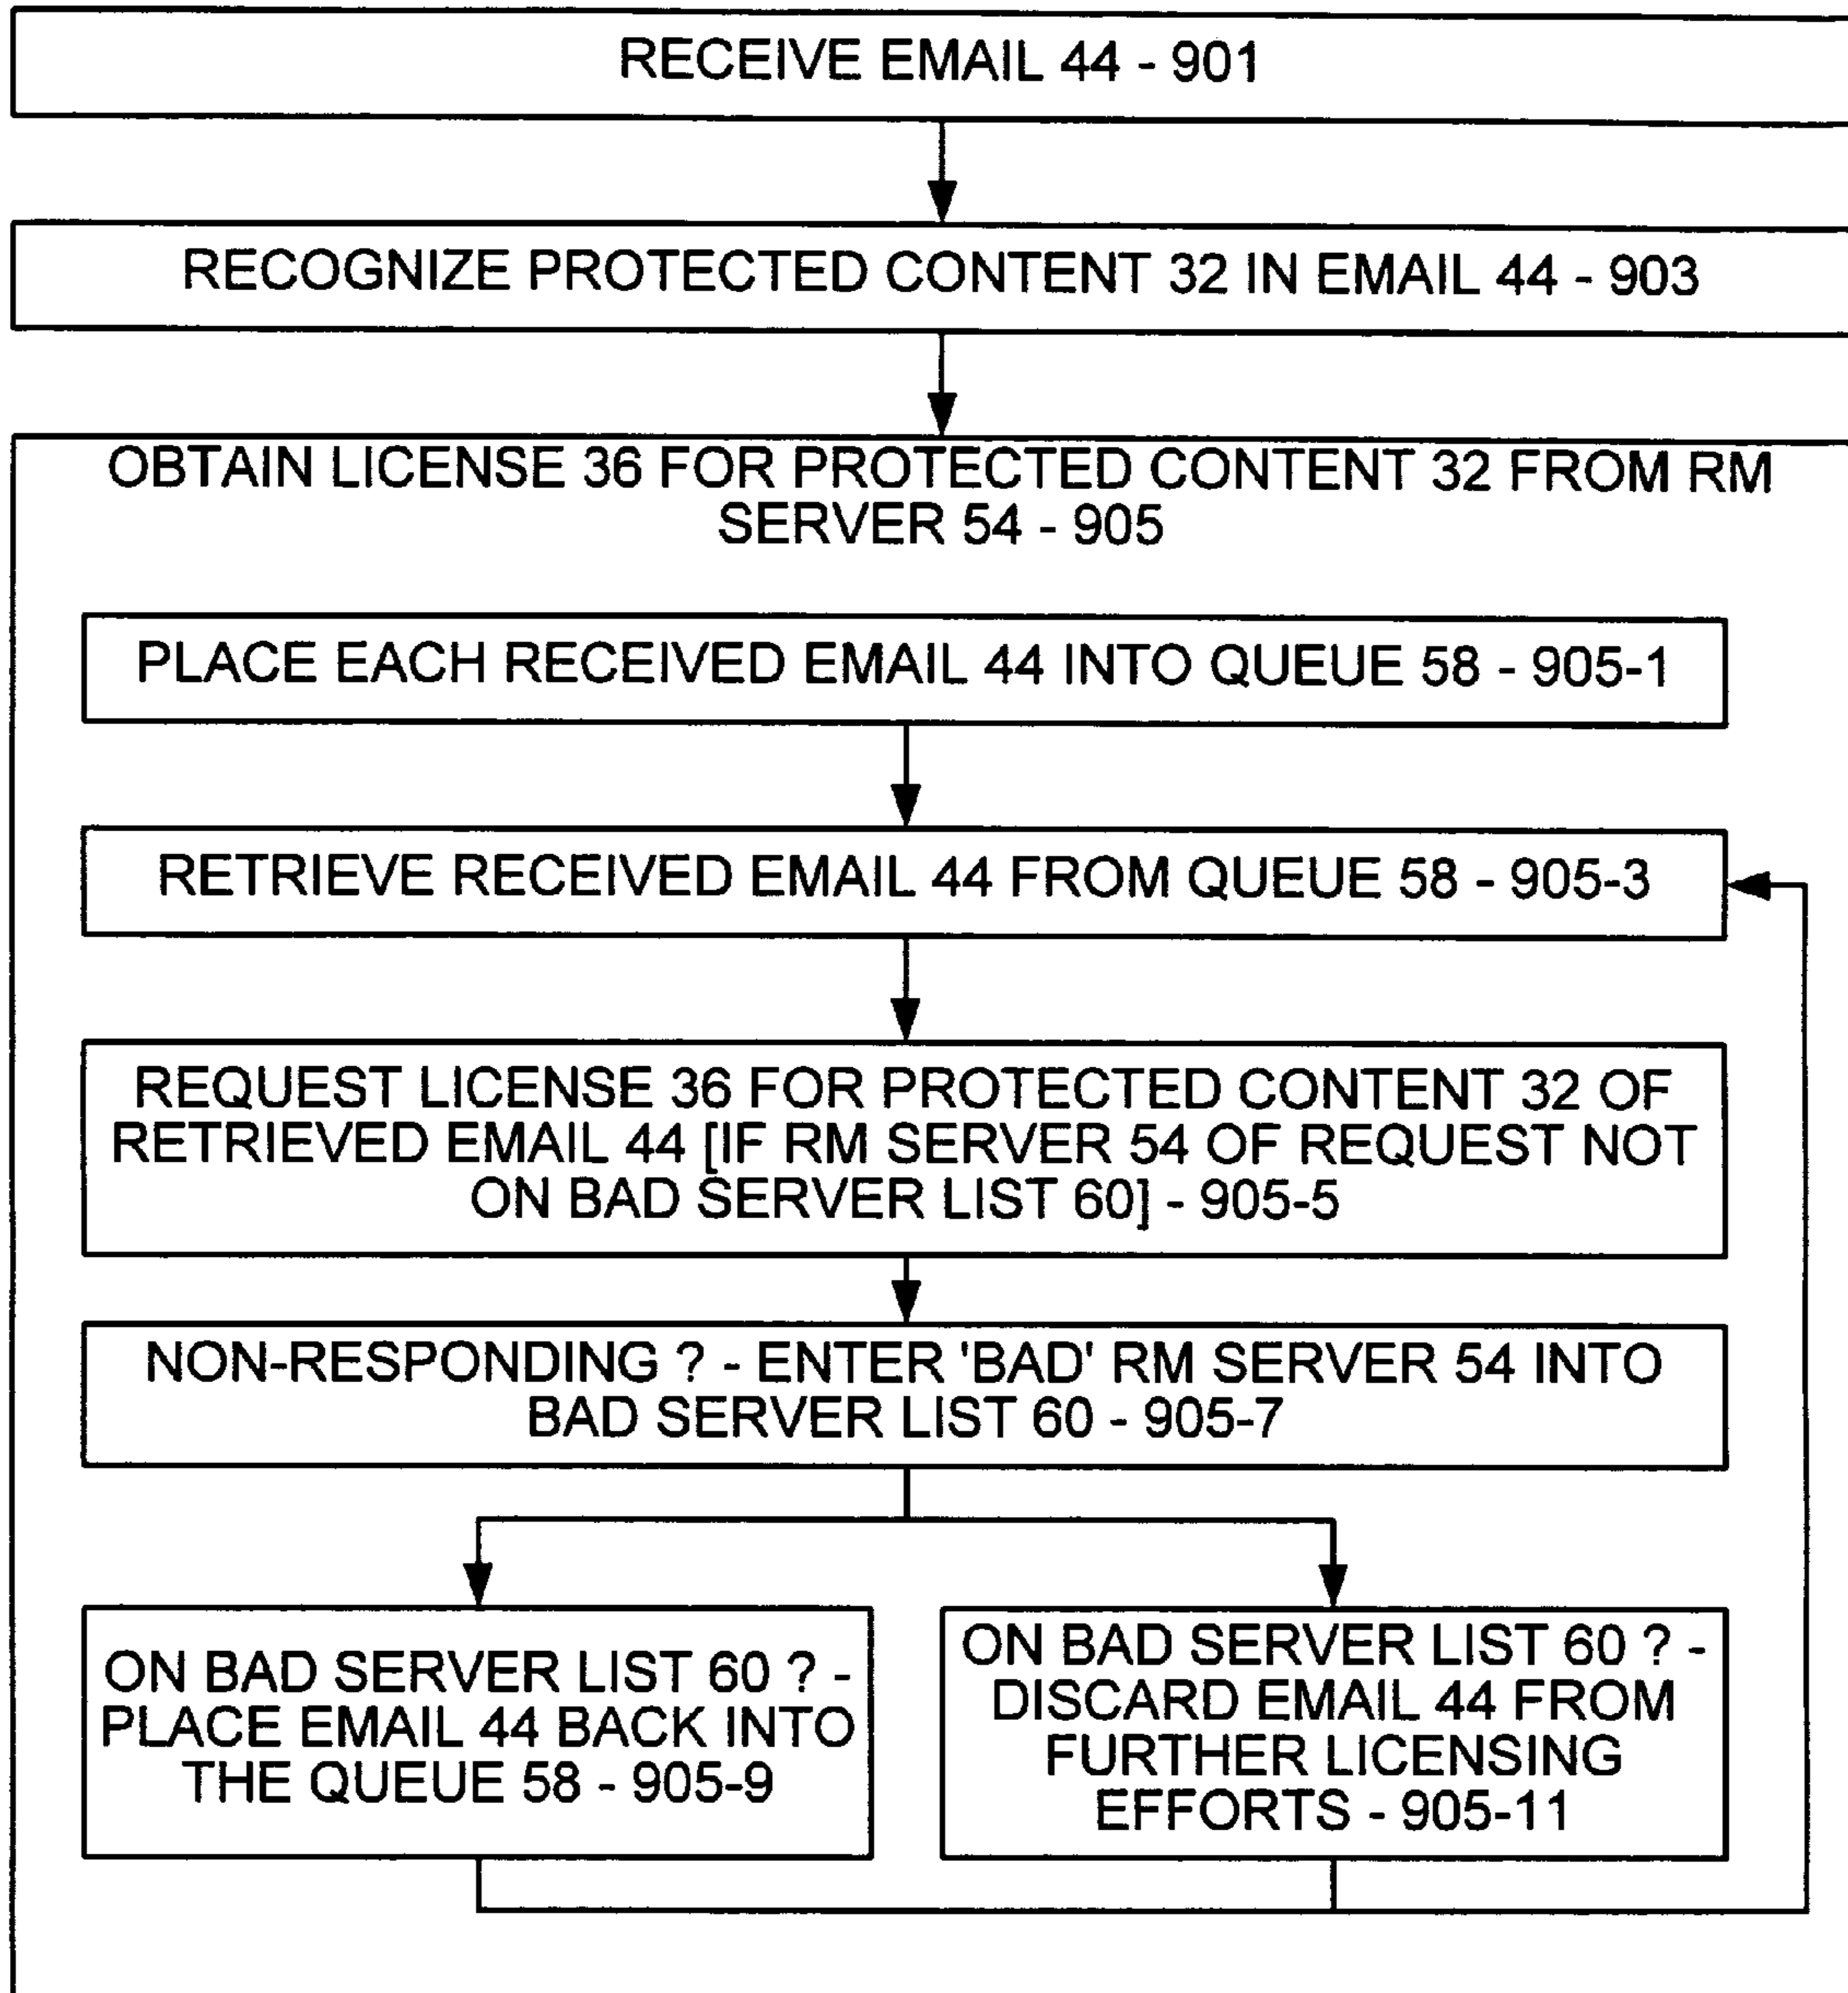 RECEIVE EMAIL 44 - 901
RECOGNIZE PROTECTED CONTENT 32 IN EMAIL 44 - 903
OBTAIN LICENSE 36 FOR PROTECTED CONTENT 32 FROM RM
SERVER 54 - 905
PLACE EACH RECEIVED EMAIL 44 INTO QUEUE 58 - 905-1
RETRIEVE RECEIVED EMAIL 44 FROM QUEUE 58 - 905-3
REQUEST LICENSE 36 FOR PROTECTED CONTENT 32 OF
RETRIEVED EMAIL 44 [IF RM SERVER 54 OF REQUEST NOT
ON BAD SERVER LIST 60] - 905-5
NON-RESPONDING ? - ENTER 'BAD' RM SERVER 54 INTO
BAD SERVER LIST 60 - 905-7
ON BAD SERVER LIST 60 ? -
PLACE EMAIL 44 BACK INTO
THE QUEUE 58 - 905-9
ON BAD SERVER LIST 60 ? -
DISCARD EMAIL 44 FROM
FURTHER LICENSING
EFFORTS - 905-11